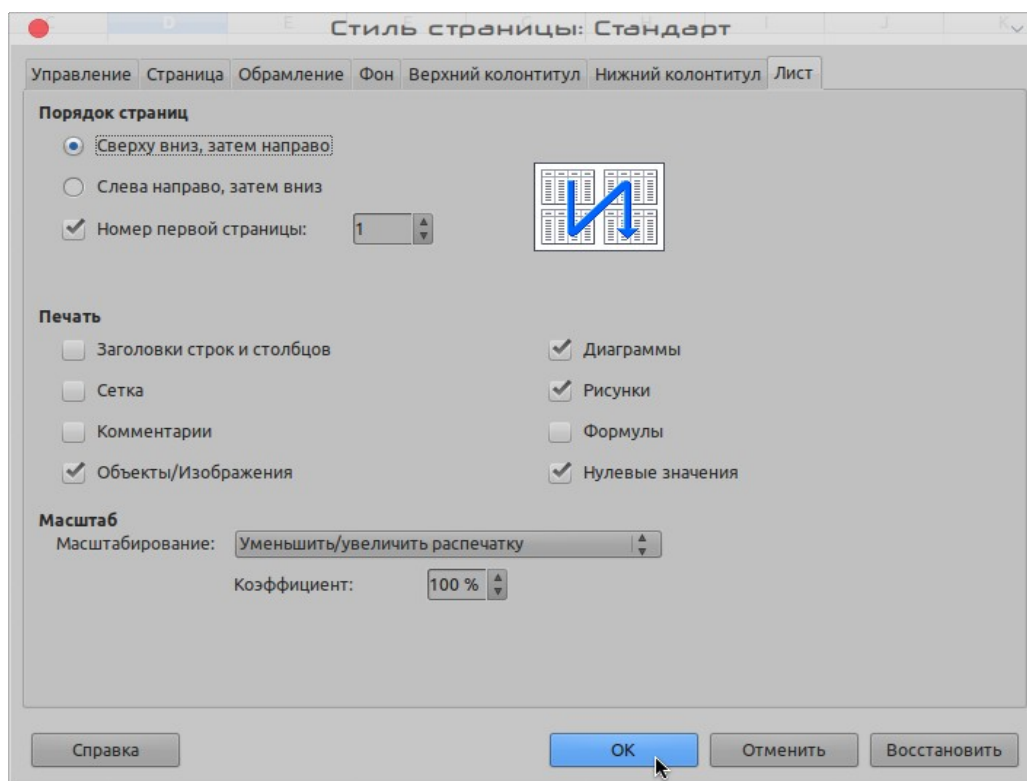 D E I J K
Стиль страницы: Стандарт
Управление Страница Обрамление Фон Верхний колонтитул Нижний колонтитул Лист
Порядок страниц
Сверху вниз, затем направо
Слева направо, затем вниз
Номер первой страницы: 1
Печать
Заголовки строк и столбцов Диаграммы
Сетка Рисунки
Комментарии Формулы
Объекты/Изображения Нулевые значения
Масштаб
Масштабирование: Уменьшить/увеличить распечатку
Коэффициент: 100 %
Справка ОК Отменить Восстановить